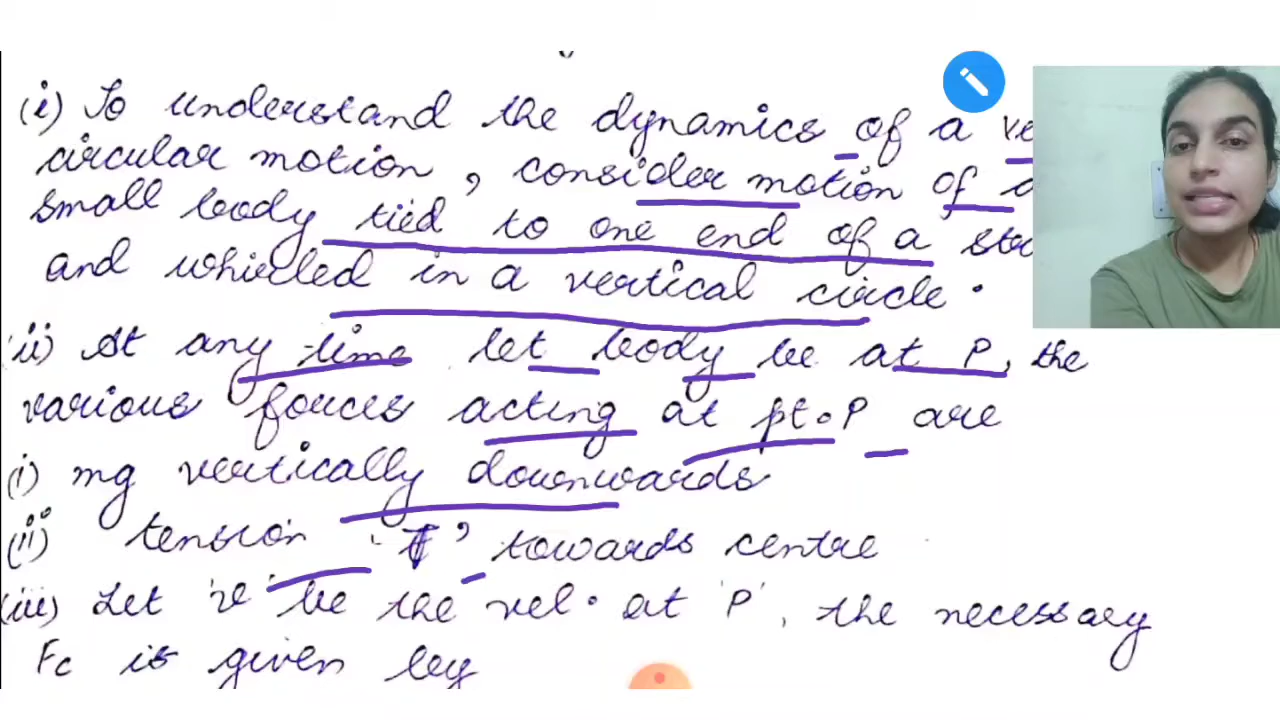 (i) To understand the dynamics of a ve
circular motion, consider motion of a
small body tied to one end of a st
and whirled in a vertical circle.
(ii) At any time let body be at P, the
various forces acting at pt. P are
(i) mg vertically downwards
(ii) tension 'T' towards centre
(iii) Let 'v' be the vel. at 'P', the necessary
Fc is given by